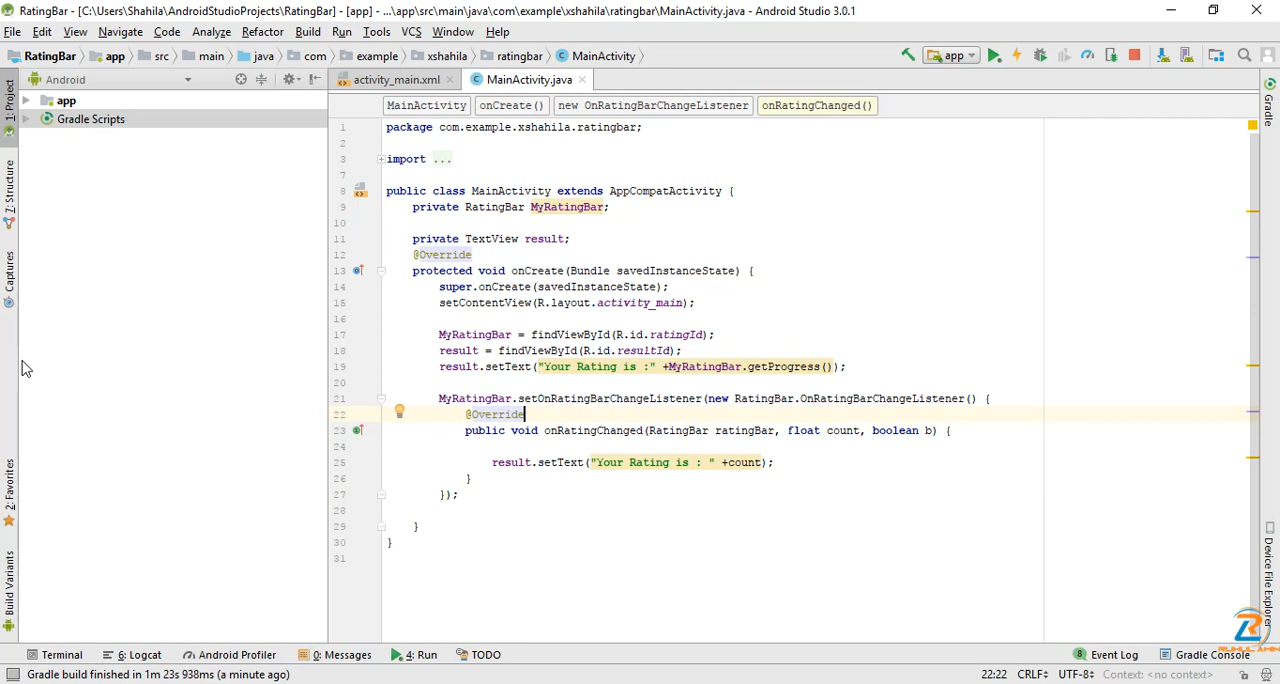 RatingBar - [C:\Users\Shahila\AndroidStudioProjects\RatingBar] - [app] - ...\app\src\main\java\com\example\xshahila\ratingbar\MainActivity.java - Android Studio 3.0.1
File Edit View Navigate Code Analyze Refactor Build Run Tools VCS Window Help
RatingBar app src main java com example xshahila ratingbar MainActivity app
Android activity_main.xml MainActivity.java
MainActivity onCreate() new OnRatingBarChangeListener onRatingChanged()
app
Gradle Scripts
1: Project
7: Structure
Captures
2: Favorites
Build Variants
1 package com.example.xshahila.ratingbar;
2
3 import ...
7
8 public class MainActivity extends AppCompatActivity {
9 private RatingBar MyRatingBar;
10
11 private TextView result;
12 @Override
13 protected void onCreate(Bundle savedInstanceState) {
14 super.onCreate(savedInstanceState);
15 setContentView(R.layout.activity_main);
16
17 MyRatingBar = findViewById(R.id.ratingId);
18 result = findViewById(R.id.resultId);
19 result.setText("Your Rating is :" +MyRatingBar.getProgress());
20
21 MyRatingBar.setOnRatingBarChangeListener(new RatingBar.OnRatingBarChangeListener() {
22 @Override
23 public void onRatingChanged(RatingBar ratingBar, float count, boolean b) {
24
25 result.setText("Your Rating is : " +count);
26 }
27 });
28
29 }
30 }
31
Gradle
Device File Explorer
RUHUL AMIN
Terminal 6: Logcat Android Profiler 0: Messages 4: Run TODO 8 Event Log Gradle Console
Gradle build finished in 1m 23s 938ms (a minute ago) 22:22 CRLF÷ UTF-8÷ Context: <no context>